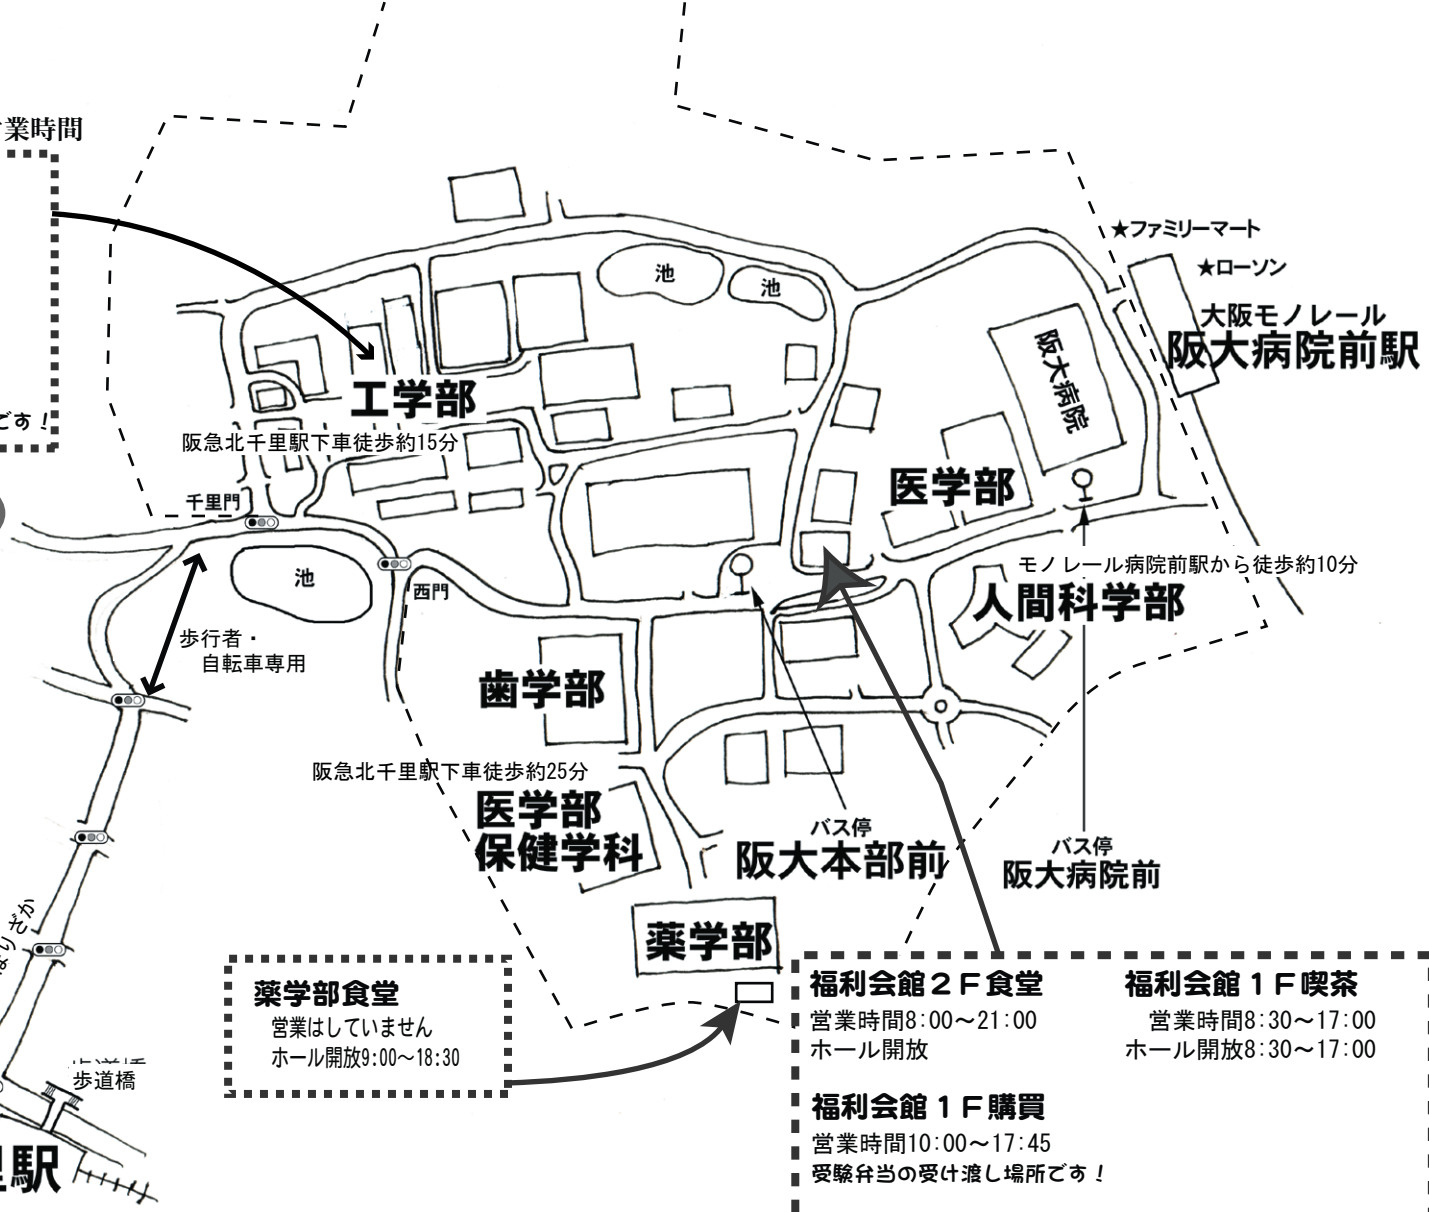 業時間
です！
★ファミリーマート
★ローソン
大阪モノレール
阪大病院前駅
池
池
阪大病院
工学部
阪急北千里駅下車徒歩約15分
医学部
千里門
池
西門
モノレール病院前駅から徒歩約10分
人間科学部
歩行者・
自転車専用
歯学部
阪急北千里駅下車徒歩約25分
医学部
保健学科
バス停
阪大本部前
バス停
阪大病院前
薬学部
薬学部食堂
営業はしていません
ホール開放9:00～18:30
福利会館２Ｆ食堂
営業時間8:00～21:00
ホール開放
福利会館１Ｆ喫茶
営業時間8:30～17:00
ホール開放8:30～17:00
福利会館１Ｆ購買
営業時間10:00～17:45
受験弁当の受け渡し場所です！
りざか
歩道橋
歩道橋
里駅